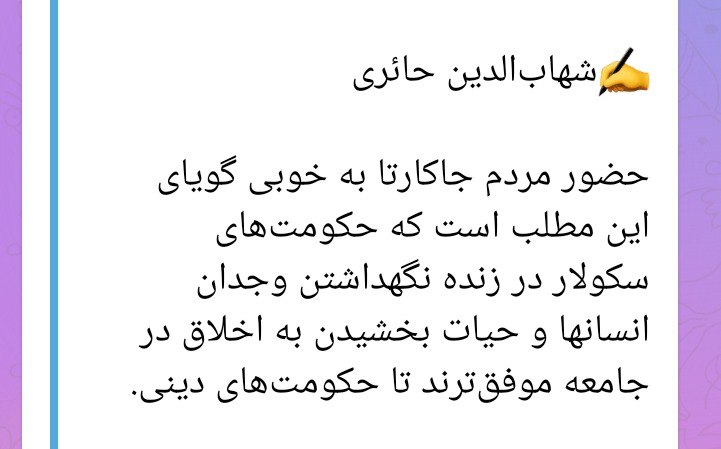 ✍️شهاب‌الدین حائری
حضور مردم جاکارتا به خوبی گویای
این مطلب است که حکومت‌های
سکولار در زنده نگهداشتن وجدان
انسانها و حیات بخشیدن به اخلاق در
جامعه موفق‌ترند تا حکومت‌های دینی.